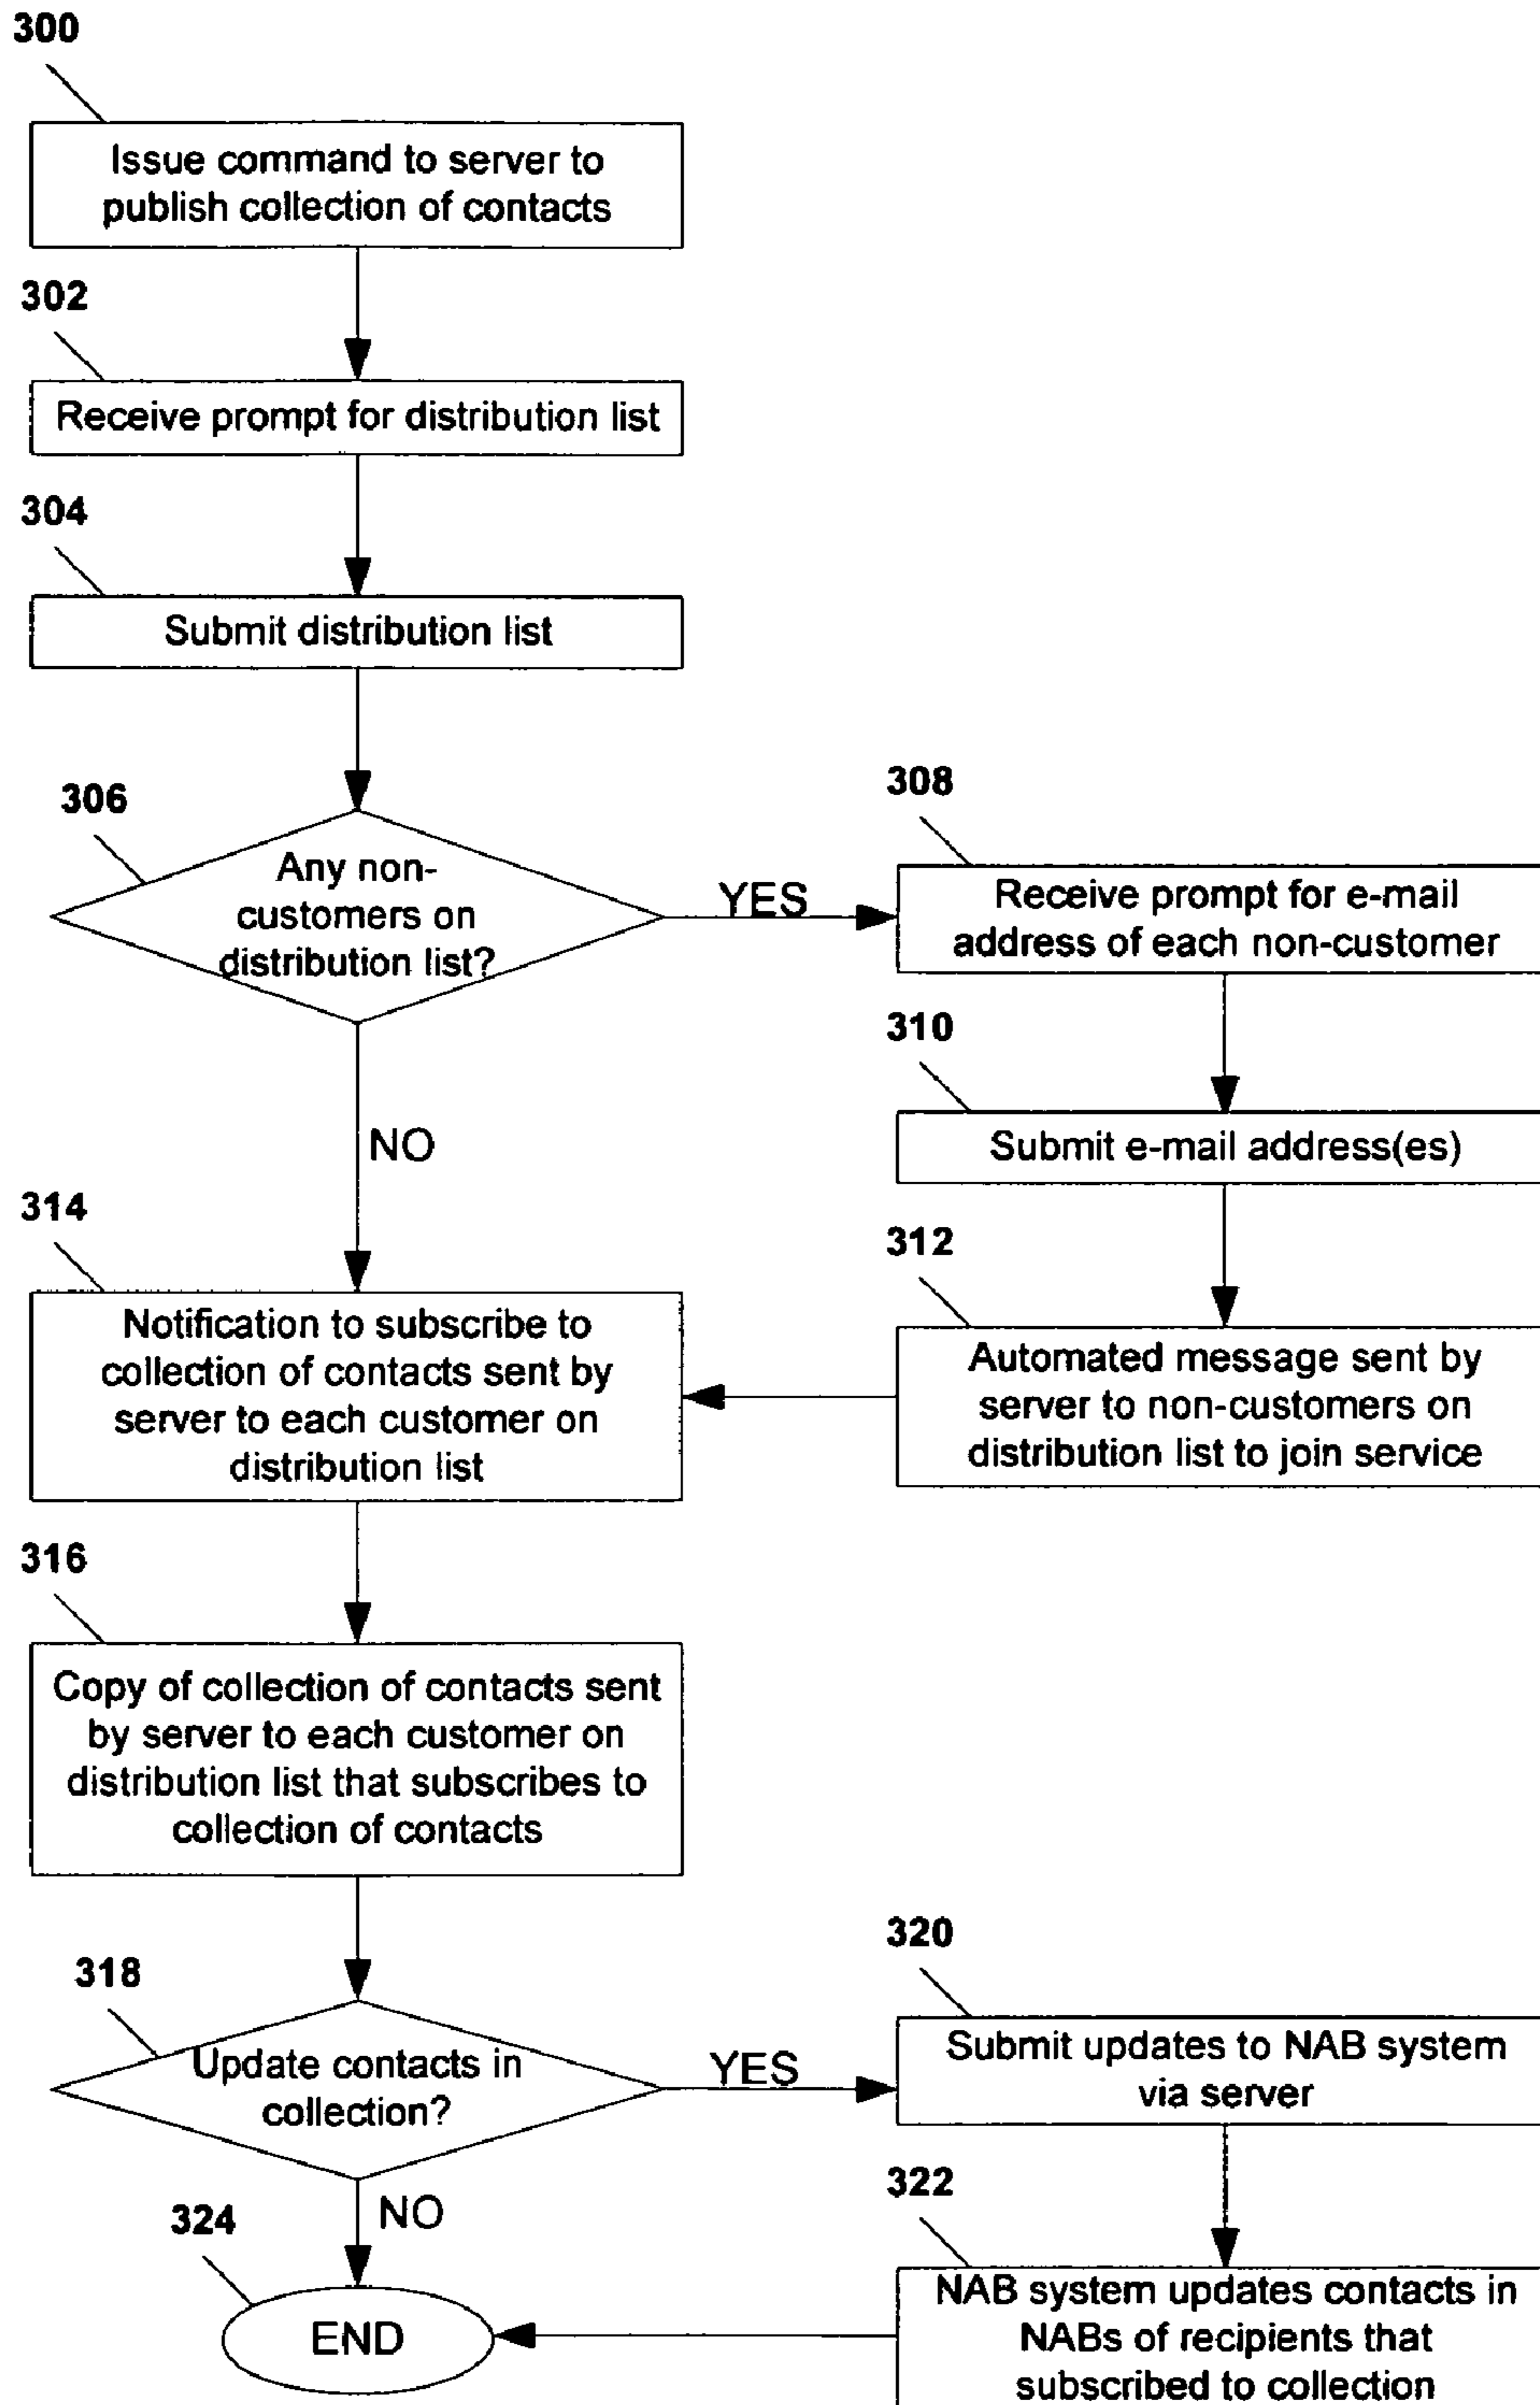 300
Issue command to server to
publish collection of contacts
302
Receive prompt for distribution list
304
Submit distribution list
306
Any non-
customers on
distribution list?
YES
308
Receive prompt for e-mail
address of each non-customer
310
Submit e-mail address(es)
NO
312
Automated message sent by
server to non-customers on
distribution list to join service
314
Notification to subscribe to
collection of contacts sent by
server to each customer on
distribution list
316
Copy of collection of contacts sent
by server to each customer on
distribution list that subscribes to
collection of contacts
318
Update contacts in
collection?
YES
320
Submit updates to NAB system
via server
322
NAB system updates contacts in
NABs of recipients that
subscribed to collection
NO
324
END